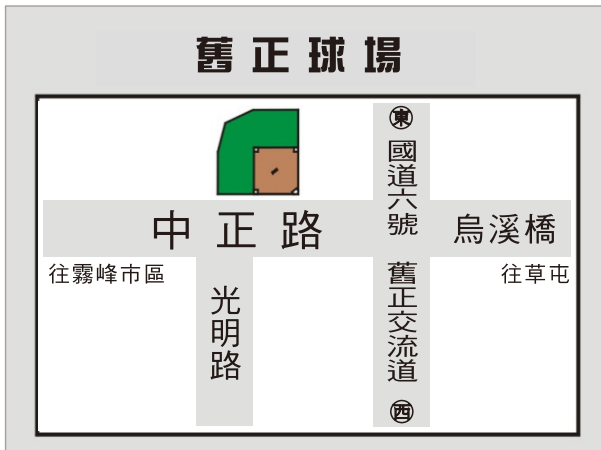 舊正球場
東
國道六號
中正路
烏溪橋
往霧峰市區
往草屯
光明路
舊正交流道
西